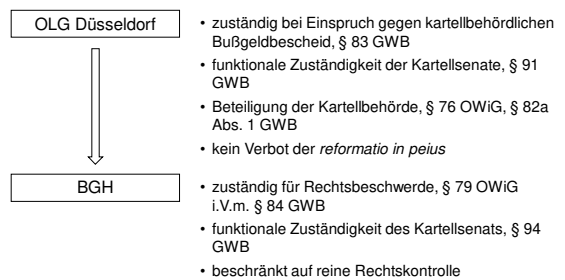 OLG Düsseldorf
• zuständig bei Einspruch gegen kartellbehördlichen
Bußgeldbescheid, § 83 GWB
• funktionale Zuständigkeit der Kartellsenate, § 91
GWB
• Beteiligung der Kartellbehörde, § 76 OWiG, § 82a
Abs. 1 GWB
• kein Verbot der reformatio in peius
BGH
• zuständig für Rechtsbeschwerde, § 79 OWiG
i.V.m. § 84 GWB
• funktionale Zuständigkeit des Kartellsenats, § 94
GWB
• beschränkt auf reine Rechtskontrolle